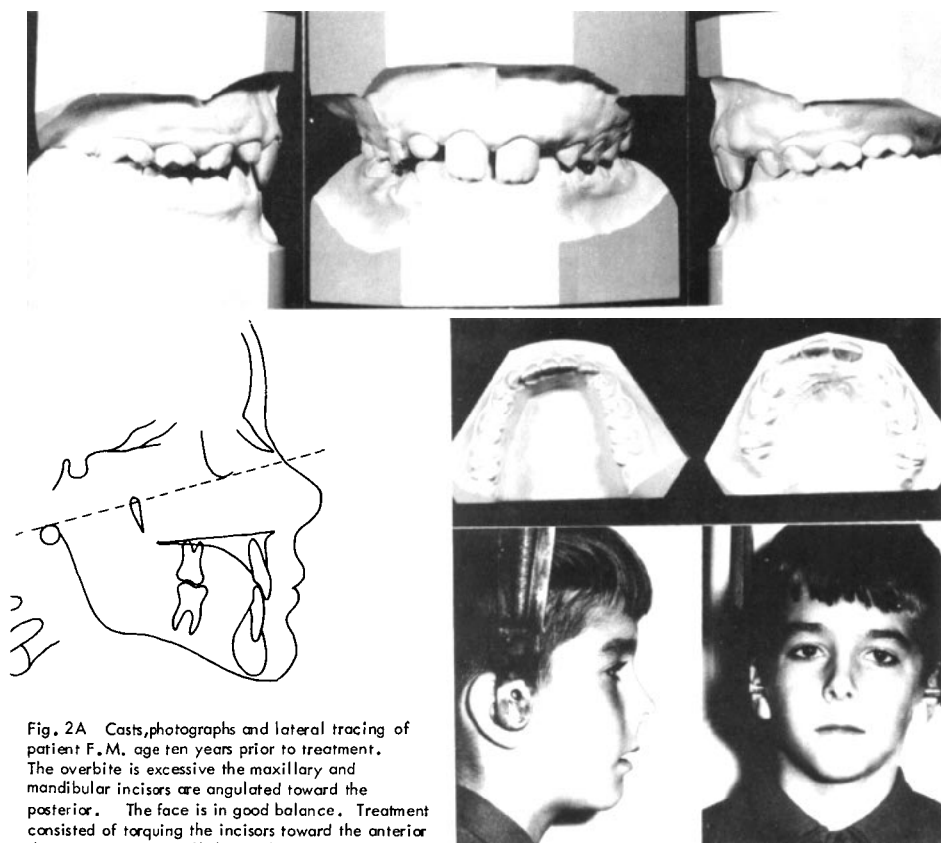 Fig. 2A Casts,photographs and lateral tracing of
patient F.M. age ten years prior to treatment.
The overbite is excessive the maxillary and
mandibular incisors are angulated toward the
posterior. The face is in good balance. Treatment
consisted of torquing the incisors toward the anterior